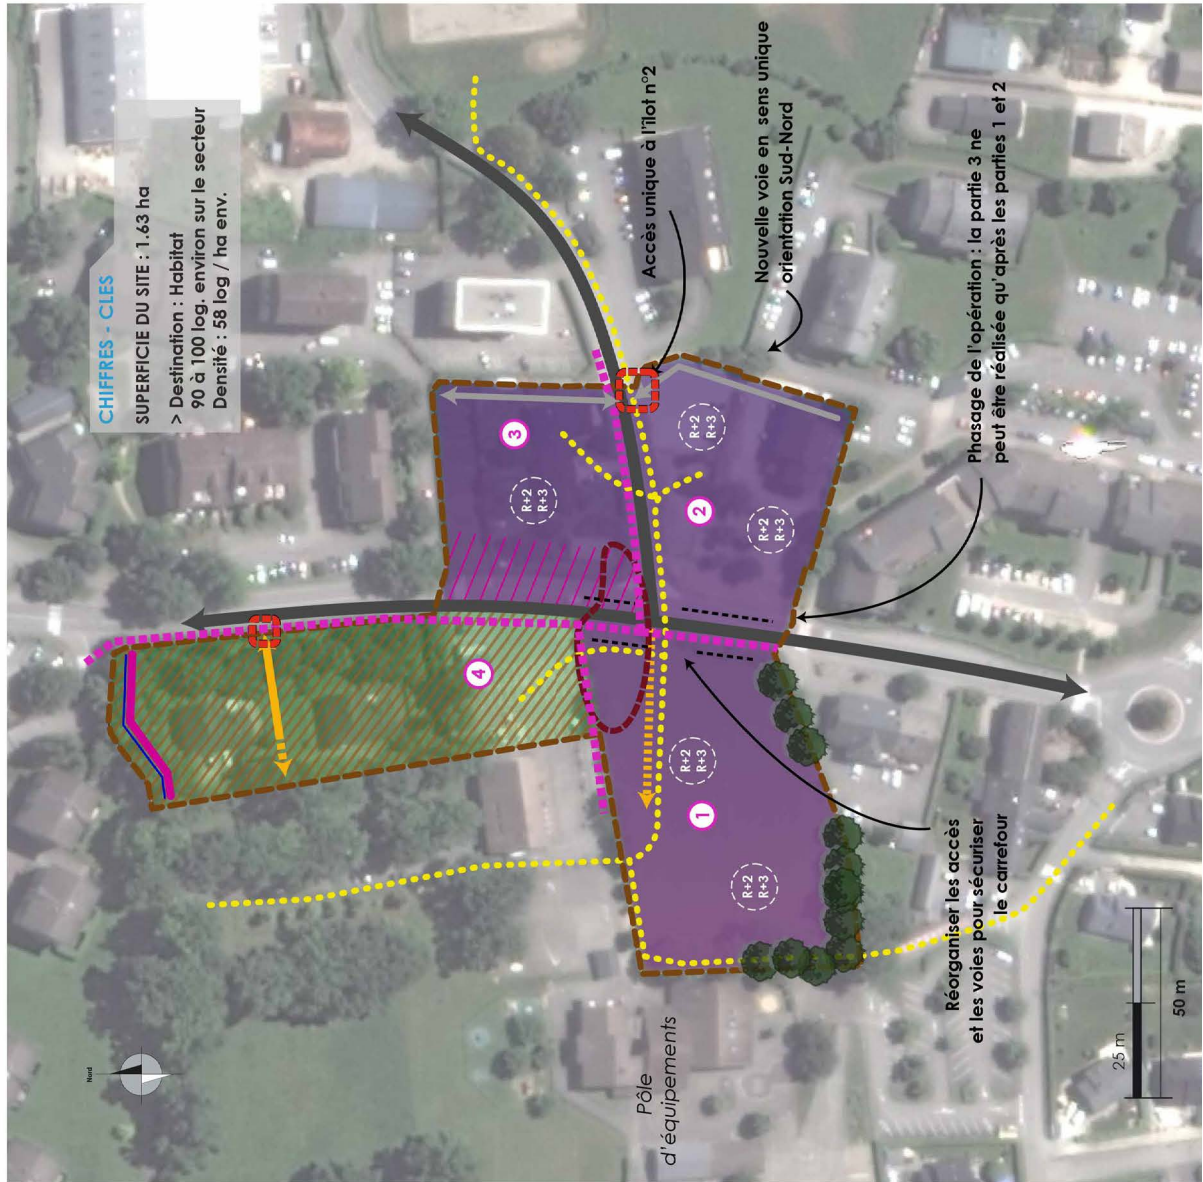 CHIFFRES - CLES
SUPERFICIE DU SITE : 1.63 ha
> Destination : Habitat
90 à 100 log. environ sur le secteur
Densité : 58 log / ha env.
Accès unique à l'îlot n°2
Nouvelle voie en sens unique
orientation Sud-Nord
Phasage de l'opération : la partie 3 ne
peut être réalisée qu'après les parties 1 et 2
3
R+2
R+3
R+2
R+3
2
R+2
R+3
4
R+2
R+3
1
R+2
R+3
Réorganiser les accès
et les voies pour sécuriser
le carrefour
Nord
Pôle
d'équipements
25 m
50 m